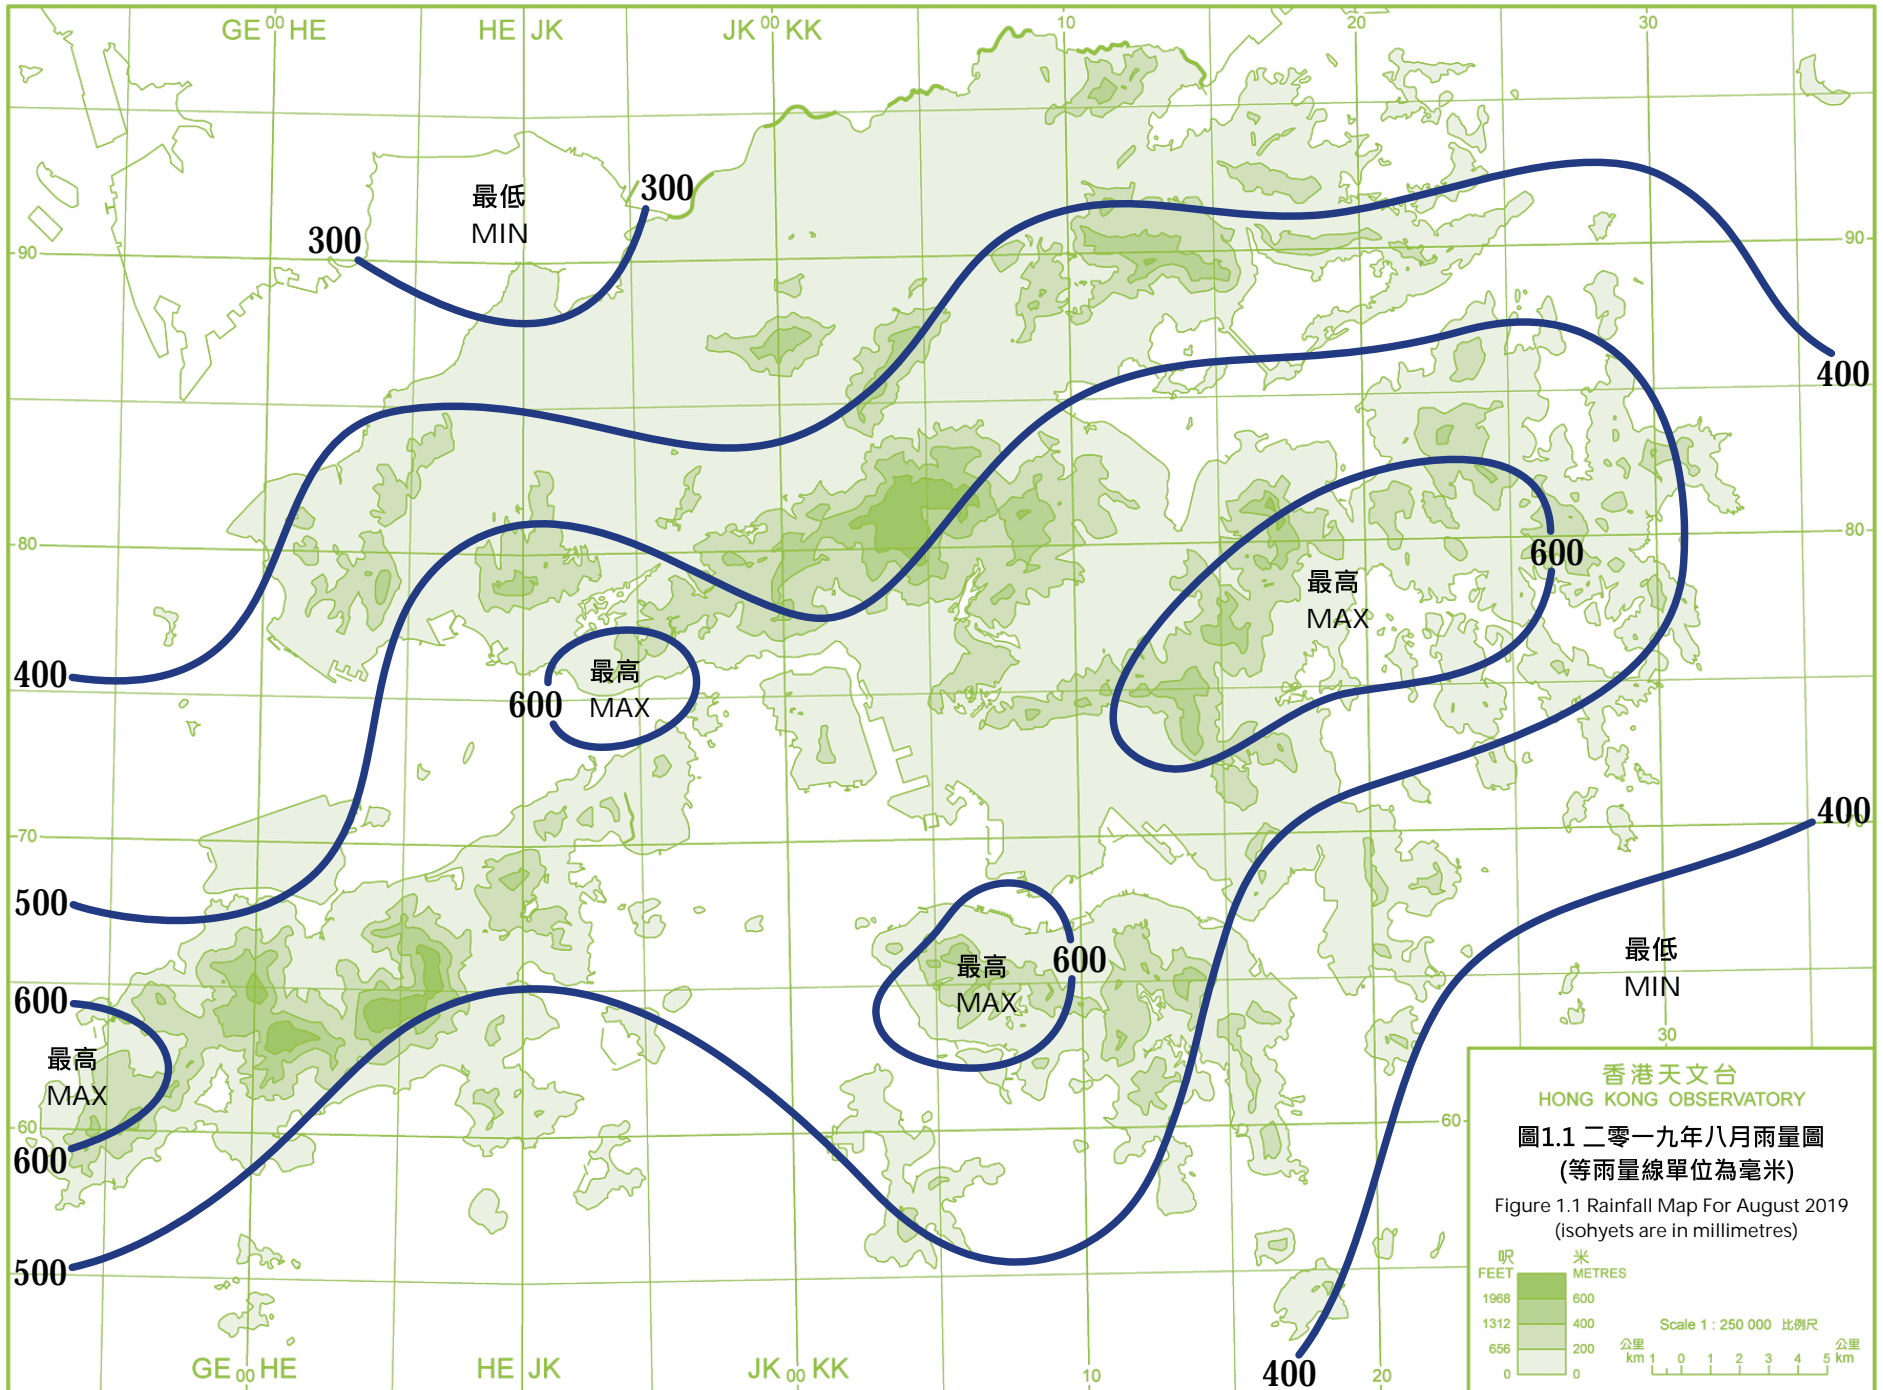 GE 00 HE
HE JK
JK 00 KK
10
20
30
300
最低
MIN
300
90
90
400
80
80
600
最高
MAX
400
最高
MAX
600
70
400
500
600
最高
MAX
600
最低
MIN
最高
MAX
30
60
600
60
500
香港天文台
HONG KONG OBSERVATORY
圖1.1 二零一九年八月雨量圖
(等雨量線單位為毫米)
Figure 1.1 Rainfall Map For August 2019
(isohyets are in millimetres)
呎 米
FEET METRES
1968 600
1312 400
656 200
0 0
Scale 1 : 250 000 比例尺
公里 公里
km 1 0 1 2 3 4 5 km
GE 00 HE
HE JK
JK 00 KK
10
400
20